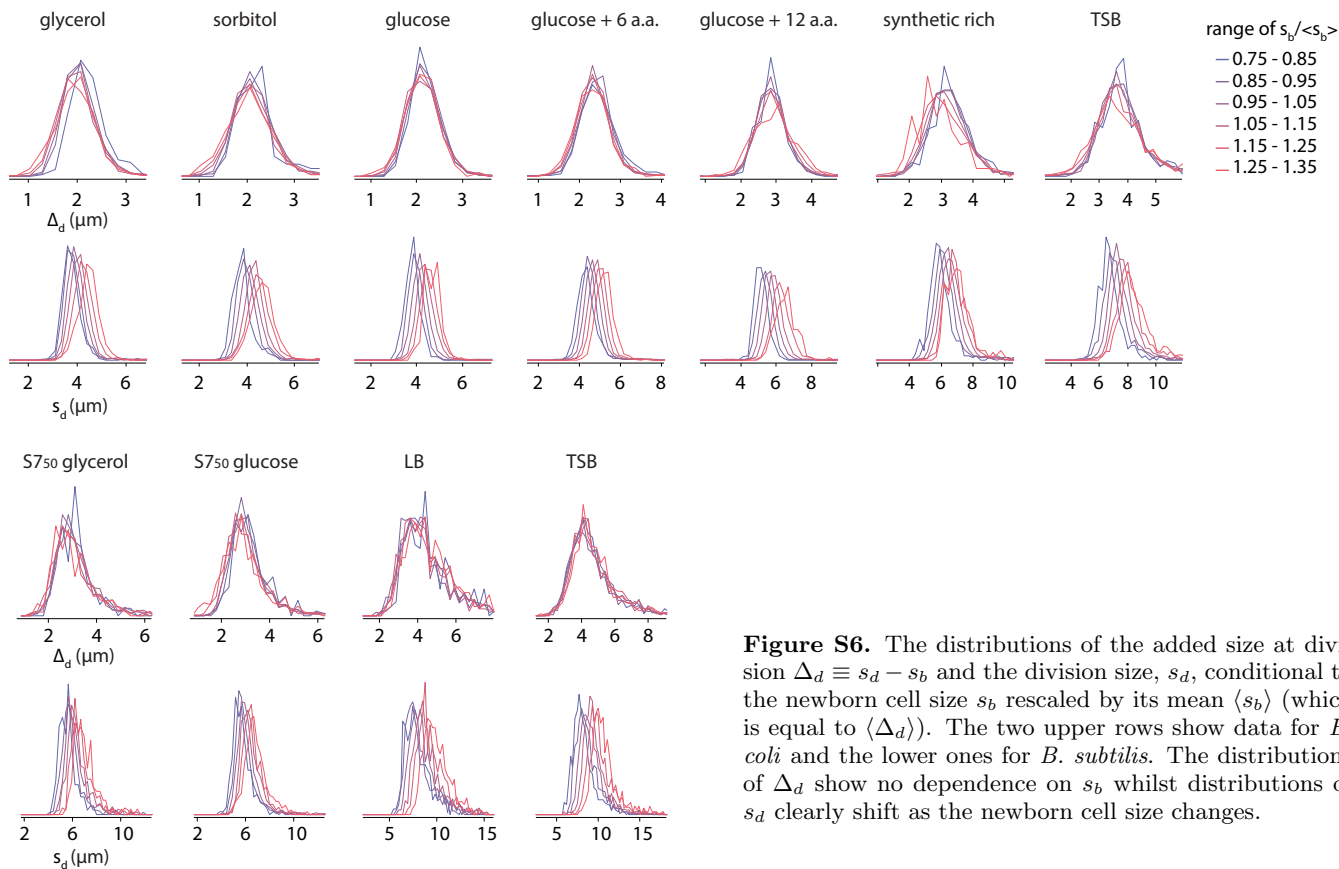 glycerol sorbitol glucose glucose + 6 a.a. glucose + 12 a.a. synthetic rich TSB
range of s_b/<s_b>
0.75 - 0.85
0.85 - 0.95
0.95 - 1.05
1.05 - 1.15
1.15 - 1.25
1.25 - 1.35
1 2 3 1 2 3 1 2 3 1 2 3 4 1 2 3 4 2 3 4 2 3 4 5
Δ_d (μm)
2 4 6 2 4 6 2 4 6 2 4 6 8 4 6 8 4 6 8 10 4 6 8 10
s_d (μm)
S7₅₀ glycerol S7₅₀ glucose LB TSB
2 4 6 2 4 6 2 4 6 2 4 6 8
Δ_d (μm)
2 6 10 2 6 10 5 10 15 5 10 15
s_d (μm)
Figure S6. The distributions of the added size at divi-
sion Δ_d ≡ s_d − s_b and the division size, s_d, conditional t
the newborn cell size s_b rescaled by its mean ⟨s_b⟩ (whic
is equal to ⟨Δ_d⟩). The two upper rows show data for E
coli and the lower ones for B. subtilis. The distribution
of Δ_d show no dependence on s_b whilst distributions o
s_d clearly shift as the newborn cell size changes.